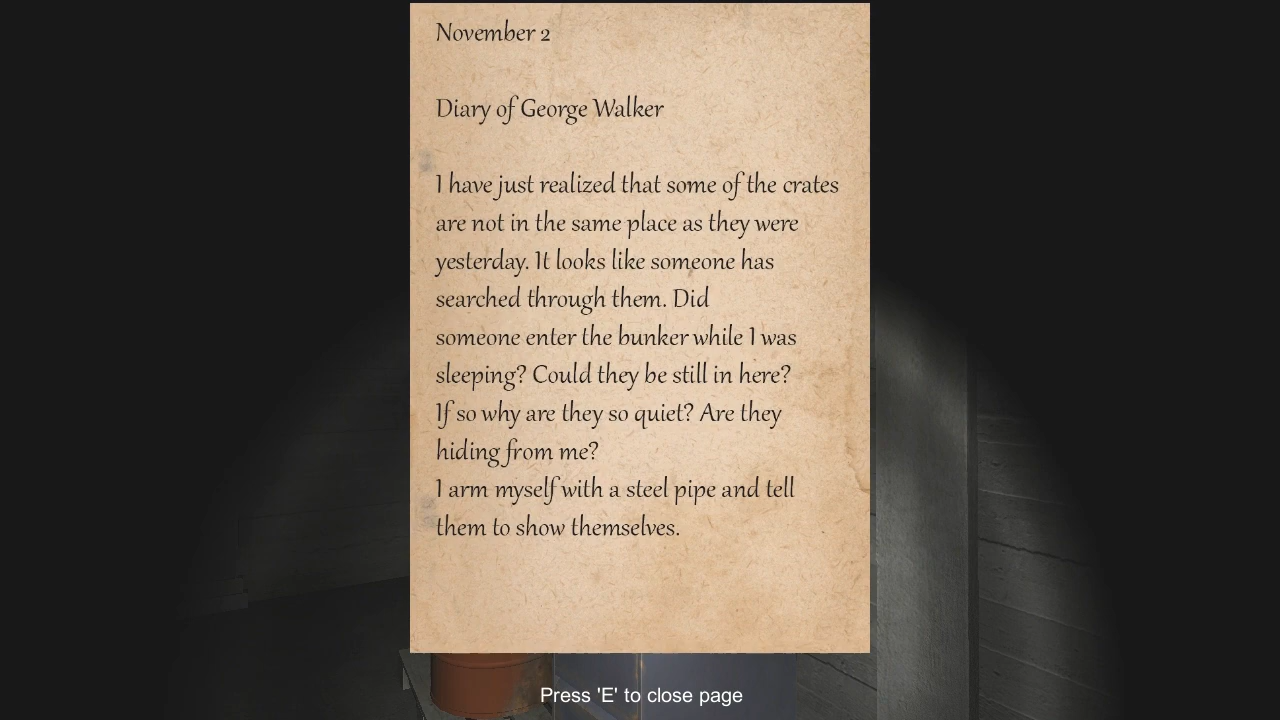 November 2
Diary of George Walker
I have just realized that some of the crates
are not in the same place as they were
yesterday. It looks like someone has
searched through them. Did
someone enter the bunker while I was
sleeping? Could they be still in here?
If so why are they so quiet? Are they
hiding from me?
I arm myself with a steel pipe and tell
them to show themselves.
Press 'E' to close page